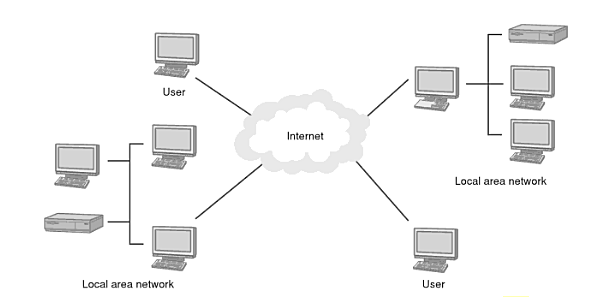 User
Internet
Local area network
Local area network
User